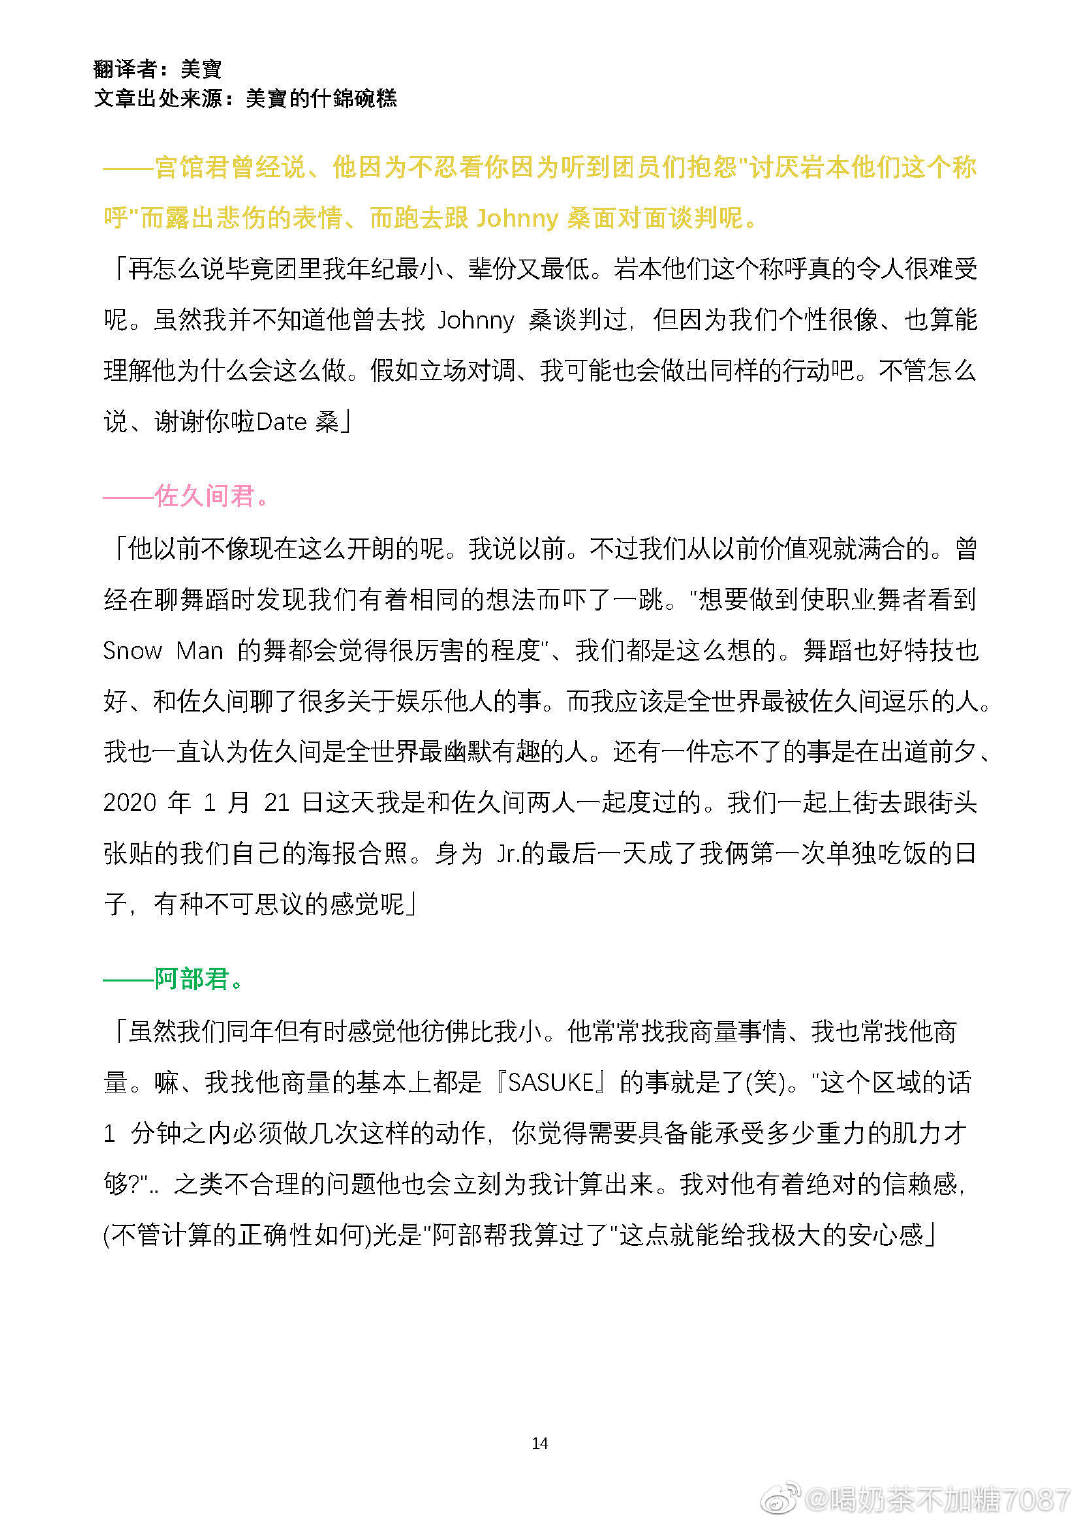 翻译者：美寶
文章出处来源：美寶的什錦碗糕
——宫馆君曾经说、他因为不忍看你因为听到团员们抱怨"讨厌岩本他们这个称
呼"而露出悲伤的表情、而跑去跟 Johnny 桑面对面谈判呢。
「再怎么说毕竟团里我年纪最小、辈份又最低。岩本他们这个称呼真的令人很难受
呢。虽然我并不知道他曾去找 Johnny 桑谈判过，但因为我们个性很像、也算能
理解他为什么会这么做。假如立场对调、我可能也会做出同样的行动吧。不管怎么
说、谢谢你啦Date 桑」
——佐久间君。
「他以前不像现在这么开朗的呢。我说以前。不过我们从以前价值观就满合的。曾
经在聊舞蹈时发现我们有着相同的想法而吓了一跳。"想要做到使职业舞者看到
Snow Man 的舞都会觉得很厉害的程度"、我们都是这么想的。舞蹈也好特技也
好、和佐久间聊了很多关于娱乐他人的事。而我应该是全世界最被佐久间逗乐的人。
我也一直认为佐久间是全世界最幽默有趣的人。还有一件忘不了的事是在出道前夕、
2020 年 1 月 21 日这天我是和佐久间两人一起度过的。我们一起上街去跟街头
张贴的我们自己的海报合照。身为 Jr.的最后一天成了我俩第一次单独吃饭的日
子，有种不可思议的感觉呢」
——阿部君。
「虽然我们同年但有时感觉他彷佛比我小。他常常找我商量事情、我也常找他商
量。嘛、我找他商量的基本上都是『SASUKE』的事就是了(笑)。"这个区域的话
1 分钟之内必须做几次这样的动作，你觉得需要具备能承受多少重力的肌力才
够?".. 之类不合理的问题他也会立刻为我计算出来。我对他有着绝对的信赖感，
(不管计算的正确性如何)光是"阿部帮我算过了"这点就能给我极大的安心感」
14
@喝奶茶不加糖7087